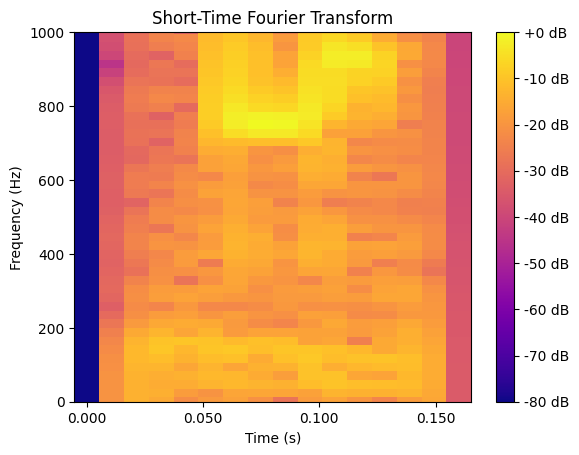 Short-Time Fourier Transform
1000
800
600
400
200
0
Frequency (Hz)
0.000
0.050
0.100
0.150
Time (s)
+0 dB
-10 dB
-20 dB
-30 dB
-40 dB
-50 dB
-60 dB
-70 dB
-80 dB